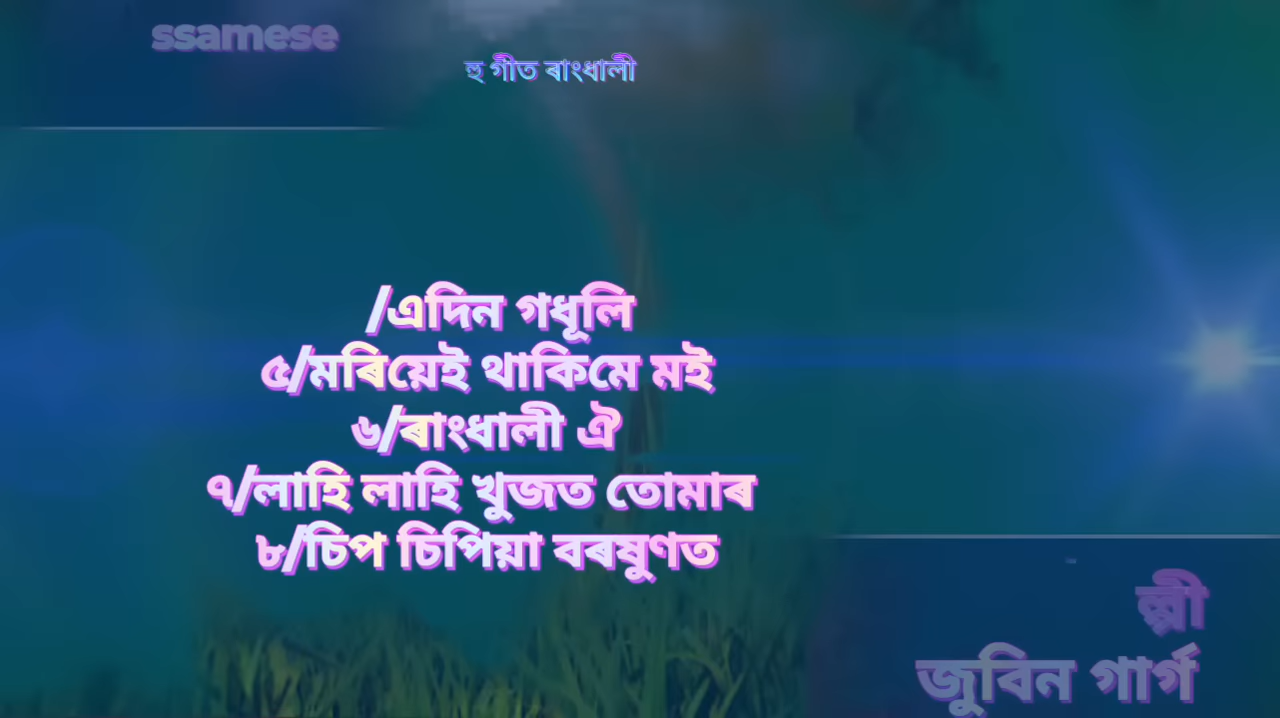 ssamese
হু গীত ৰাংধালী
/এদিন গধূলি
৫/মৰিয়েই থাকিমে মই
৬/ৰাংধালী ঐ
৭/লাহি লাহি খুজত তোমাৰ
৮/চিপ চিপিয়া বৰষুণত
ল্পী
জুবিন গাৰ্গ